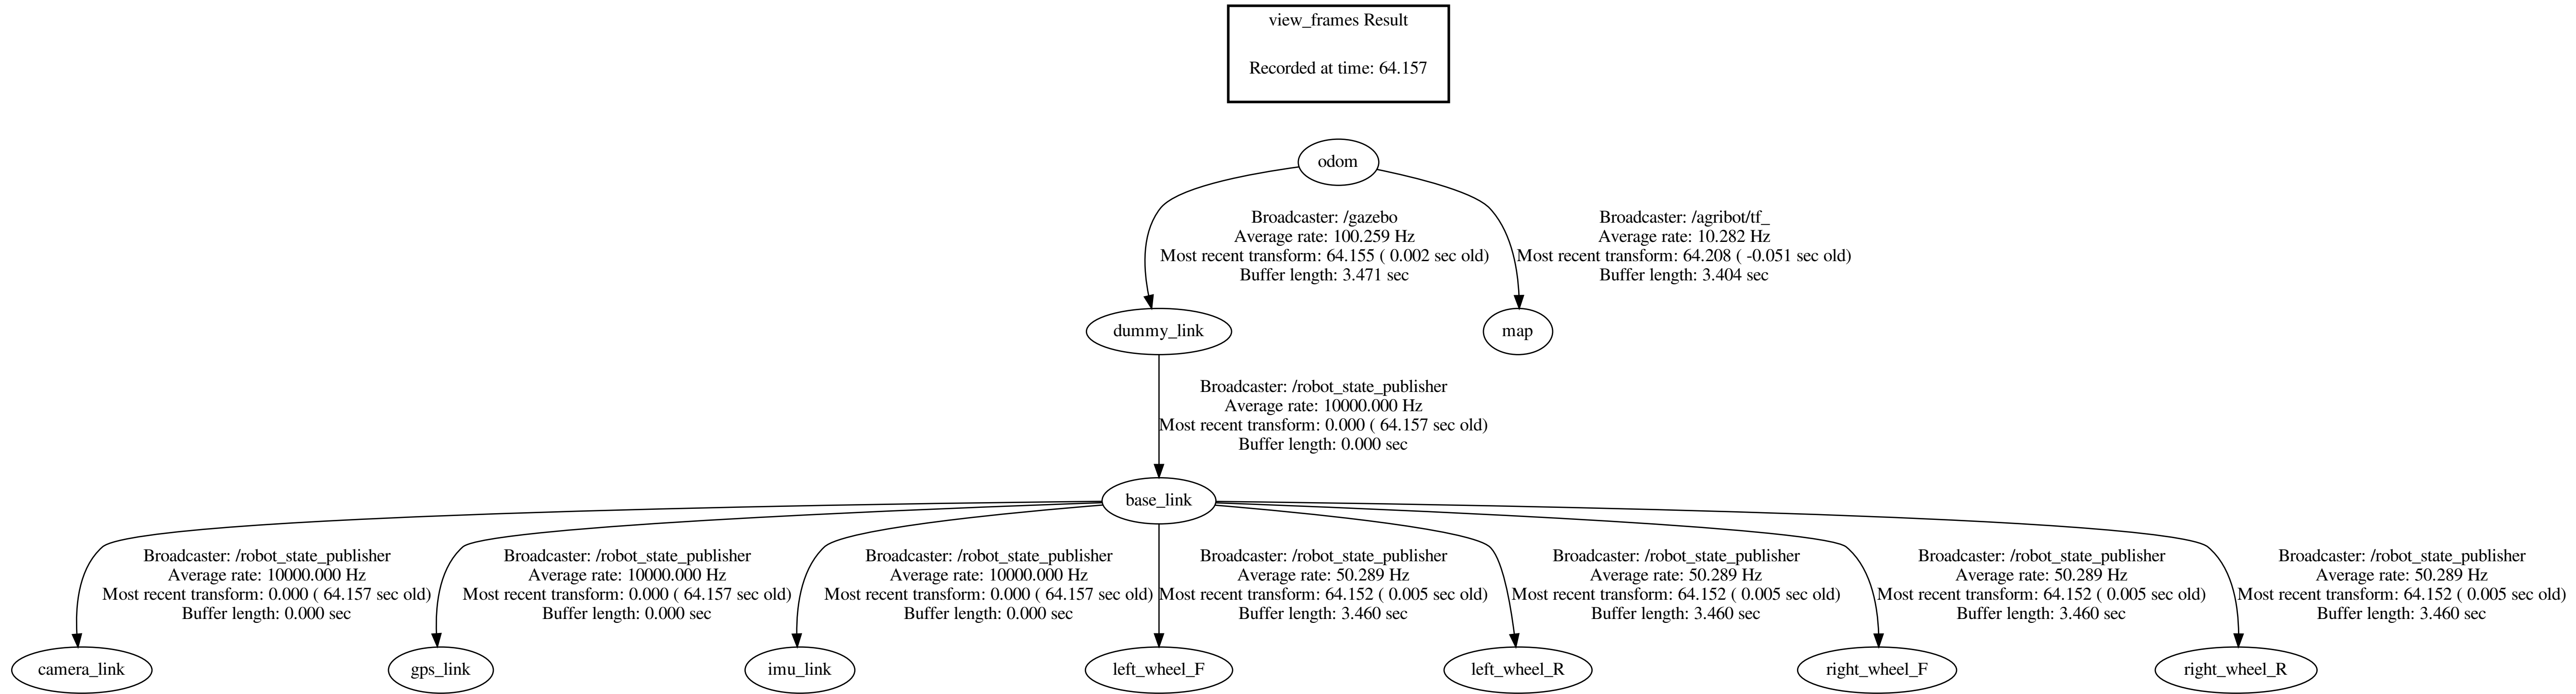 view_frames Result
Recorded at time: 64.157
odom
Broadcaster: /gazebo
Average rate: 100.259 Hz
Most recent transform: 64.155 ( 0.002 sec old)
Buffer length: 3.471 sec
Broadcaster: /agribot/tf_
Average rate: 10.282 Hz
Most recent transform: 64.208 ( -0.051 sec old)
Buffer length: 3.404 sec
dummy_link
map
Broadcaster: /robot_state_publisher
Average rate: 10000.000 Hz
Most recent transform: 0.000 ( 64.157 sec old)
Buffer length: 0.000 sec
base_link
Broadcaster: /robot_state_publisher
Average rate: 10000.000 Hz
Most recent transform: 0.000 ( 64.157 sec old)
Buffer length: 0.000 sec
Broadcaster: /robot_state_publisher
Average rate: 10000.000 Hz
Most recent transform: 0.000 ( 64.157 sec old)
Buffer length: 0.000 sec
Broadcaster: /robot_state_publisher
Average rate: 10000.000 Hz
Most recent transform: 0.000 ( 64.157 sec old)
Buffer length: 0.000 sec
Broadcaster: /robot_state_publisher
Average rate: 50.289 Hz
Most recent transform: 64.152 ( 0.005 sec old)
Buffer length: 3.460 sec
Broadcaster: /robot_state_publisher
Average rate: 50.289 Hz
Most recent transform: 64.152 ( 0.005 sec old)
Buffer length: 3.460 sec
Broadcaster: /robot_state_publisher
Average rate: 50.289 Hz
Most recent transform: 64.152 ( 0.005 sec old)
Buffer length: 3.460 sec
Broadcaster: /robot_state_publisher
Average rate: 50.289 Hz
Most recent transform: 64.152 ( 0.005 sec old)
Buffer length: 3.460 sec
camera_link
gps_link
imu_link
left_wheel_F
left_wheel_R
right_wheel_F
right_wheel_R